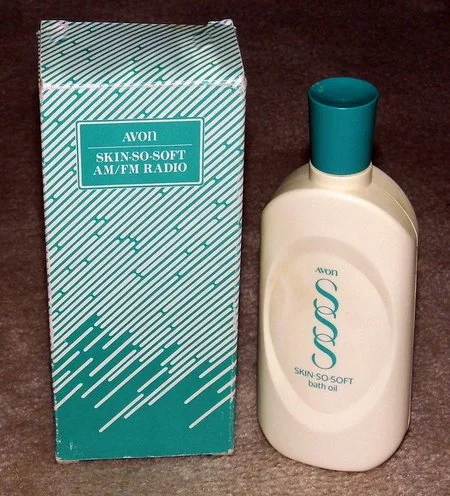 AVON
SKIN-SO-SOFT
AM/FM RADIO
AVON
SSS
SKIN-SO-SOFT
bath oil